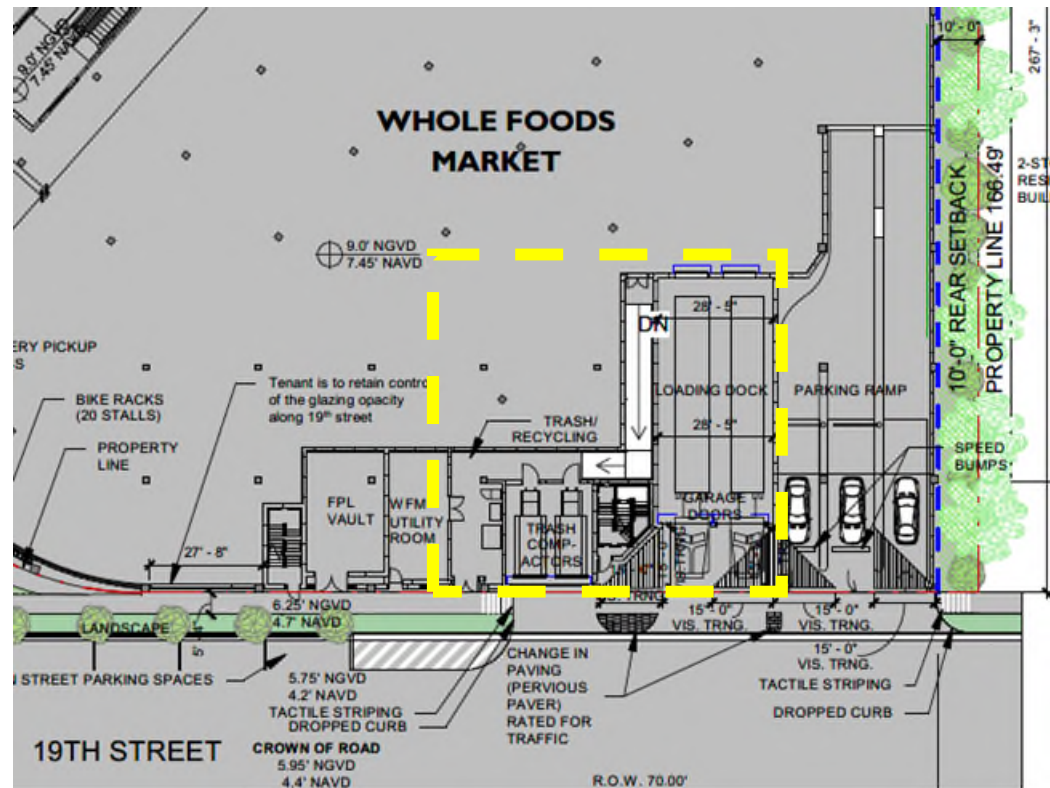 9.0' NGVD
7.45' NAVD
10'- 0"
267' - 3"
WHOLE FOODS
MARKET
2-ST
RES
BUIL
10'-0" REAR SETBACK
PROPERTY LINE 166.49'
9.0' NGVD
7.45' NAVD
28' - 5"
DN
ERY PICKUP
S
BIKE RACKS
(20 STALLS)
Tenant is to retain contro
of the glazing opacity
along 19th street
LOADING DOCK
PARKING RAMP
PROPERTY
LINE
TRASH/
RECYCLING
28' - 5"
SPEED
BUMPS
FPL
VAULT
WFM
UTILITY
ROOM
GARAGE
DOORS
TRASH
COMP-
ACTORS
27' - 8"
6.25' NGVD
4.7' NAVD
VIS. TRNG.
LANDSCAPE
15'- 0"
VIS. TRNG.
15'- 0"
VIS. TRNG.
15' - 0"
VIS. TRNG.
N STREET PARKING SPACES
5.75' NGVD
4.2' NAVD
TACTILE STRIPING
DROPPED CURB
CHANGE IN
PAVING
(PERVIOUS
PAVER)
RATED FOR
TRAFFIC
TACTILE STRIPING
DROPPED CURB
19TH STREET
CROWN OF ROAD
5.95' NGVD
4.4' NAVD
R.O.W. 70.00'